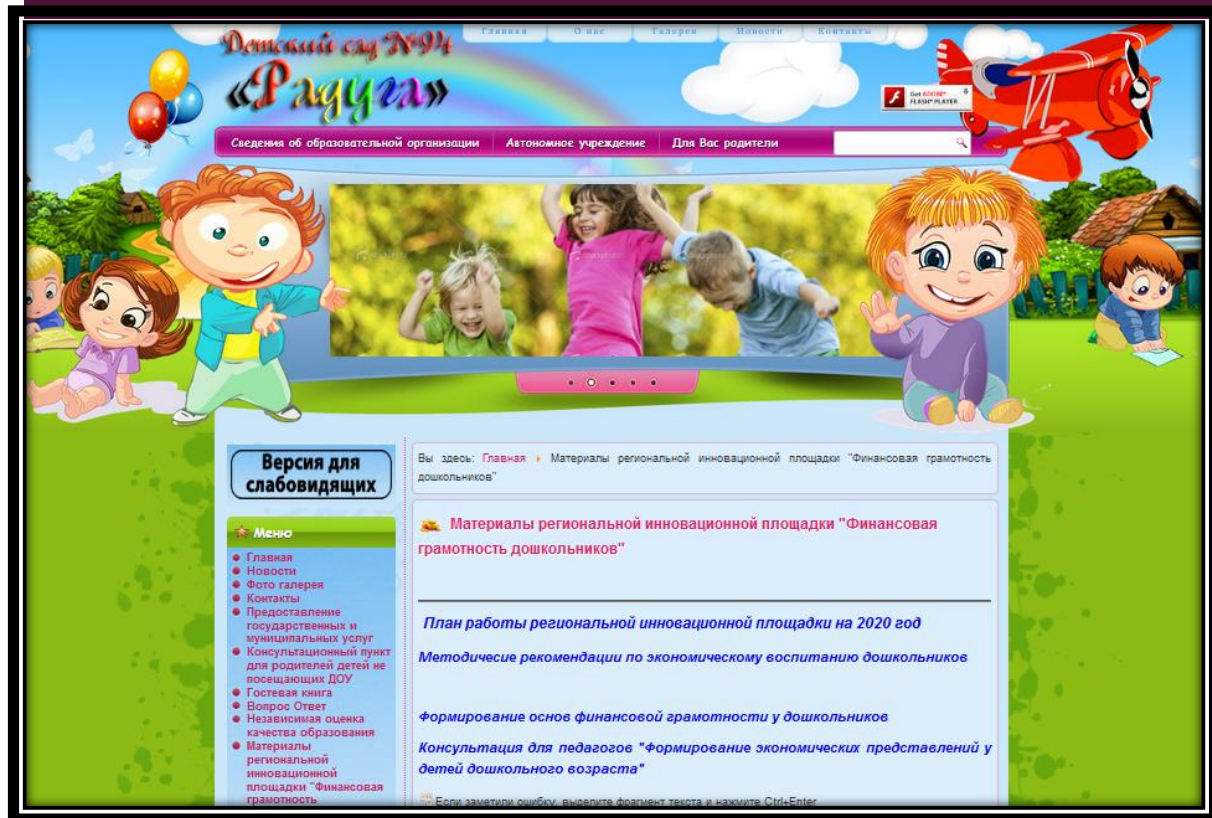 Детский сад №94
«Радуга»
Главная О нас Галерея Новости Контакты
Get ADOBE®
FLASH® PLAYER
Сведения об образовательной организации Автономное учреждение Для Вас родители
Версия для
слабовидящих
Меню
Главная
Новости
Фото галерея
Контакты
Предоставление
государственных и
муниципальных услуг
Консультационный пункт
для родителей детей не
посещающих ДОУ
Гостевая книга
Вопрос Ответ
Независимая оценка
качества образования
Материалы
региональной
инновационной
площадки "Финансовая
грамотность
Вы здесь: Главная Материалы региональной инновационной площадки "Финансовая грамотность
дошкольников"
Материалы региональной инновационной площадки "Финансовая
грамотность дошкольников"
План работы региональной инновационной площадки на 2020 год
Методичесие рекомендации по экономическому воспитанию дошкольников
Формирование основ финансовой грамотности у дошкольников
Консультация для педагогов "Формирование экономических представлений у
детей дошкольного возраста"
Если заметили ошибку, выделите фрагмент текста и нажмите Ctrl+Enter